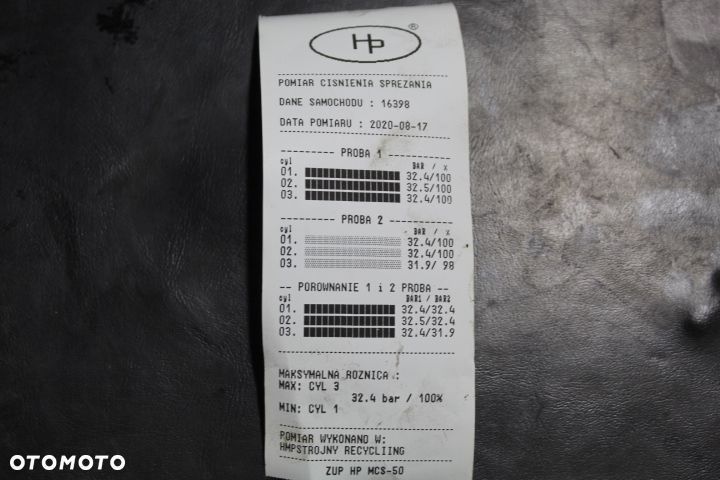 Hp ®
POMIAR CISNIENIA SPREZANIA
DANE SAMOCHODU : 16398
DATA POMIARU : 2020-08-17
PROBA 1
cyl BAR / %
01. 32.4/100
02. 32.5/100
03. 32.4/100
PROBA 2
cyl BAR / %
01. 32.4/100
02. 32.4/100
03. 31.9/ 98
-- POROWNANIE 1 i 2 PROBA --
cyl BAR1 / BAR2
01. 32.4/32.4
02. 32.5/32.4
03. 32.4/31.9
MAKSYMALNA ROZNICA :
MAX: CYL 3
32.4 bar / 100%
MIN: CYL 1
POMIAR WYKONANO W:
HMPSTROJNY RECYCLIING
ZUP HP MCS-50
OTOMOTO